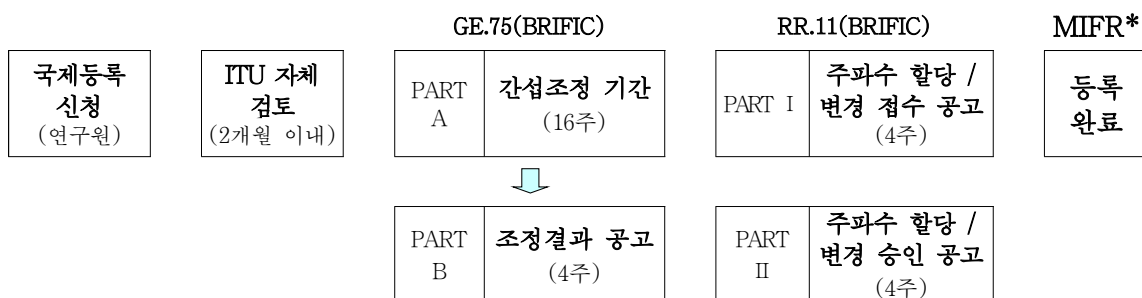 GE.75(BRIFIC)
RR.11(BRIFIC)
MIFR*
국제등록
신청
(연구원)
ITU 자체
검토
(2개월 이내)
PART
A
간섭조정 기간
(16주)
PART Ⅰ
주파수 할당 /
변경 접수 공고
(4주)
등록
완료
PART
B
조정결과 공고
(4주)
PART
Ⅱ
주파수 할당 /
변경 승인 공고
(4주)